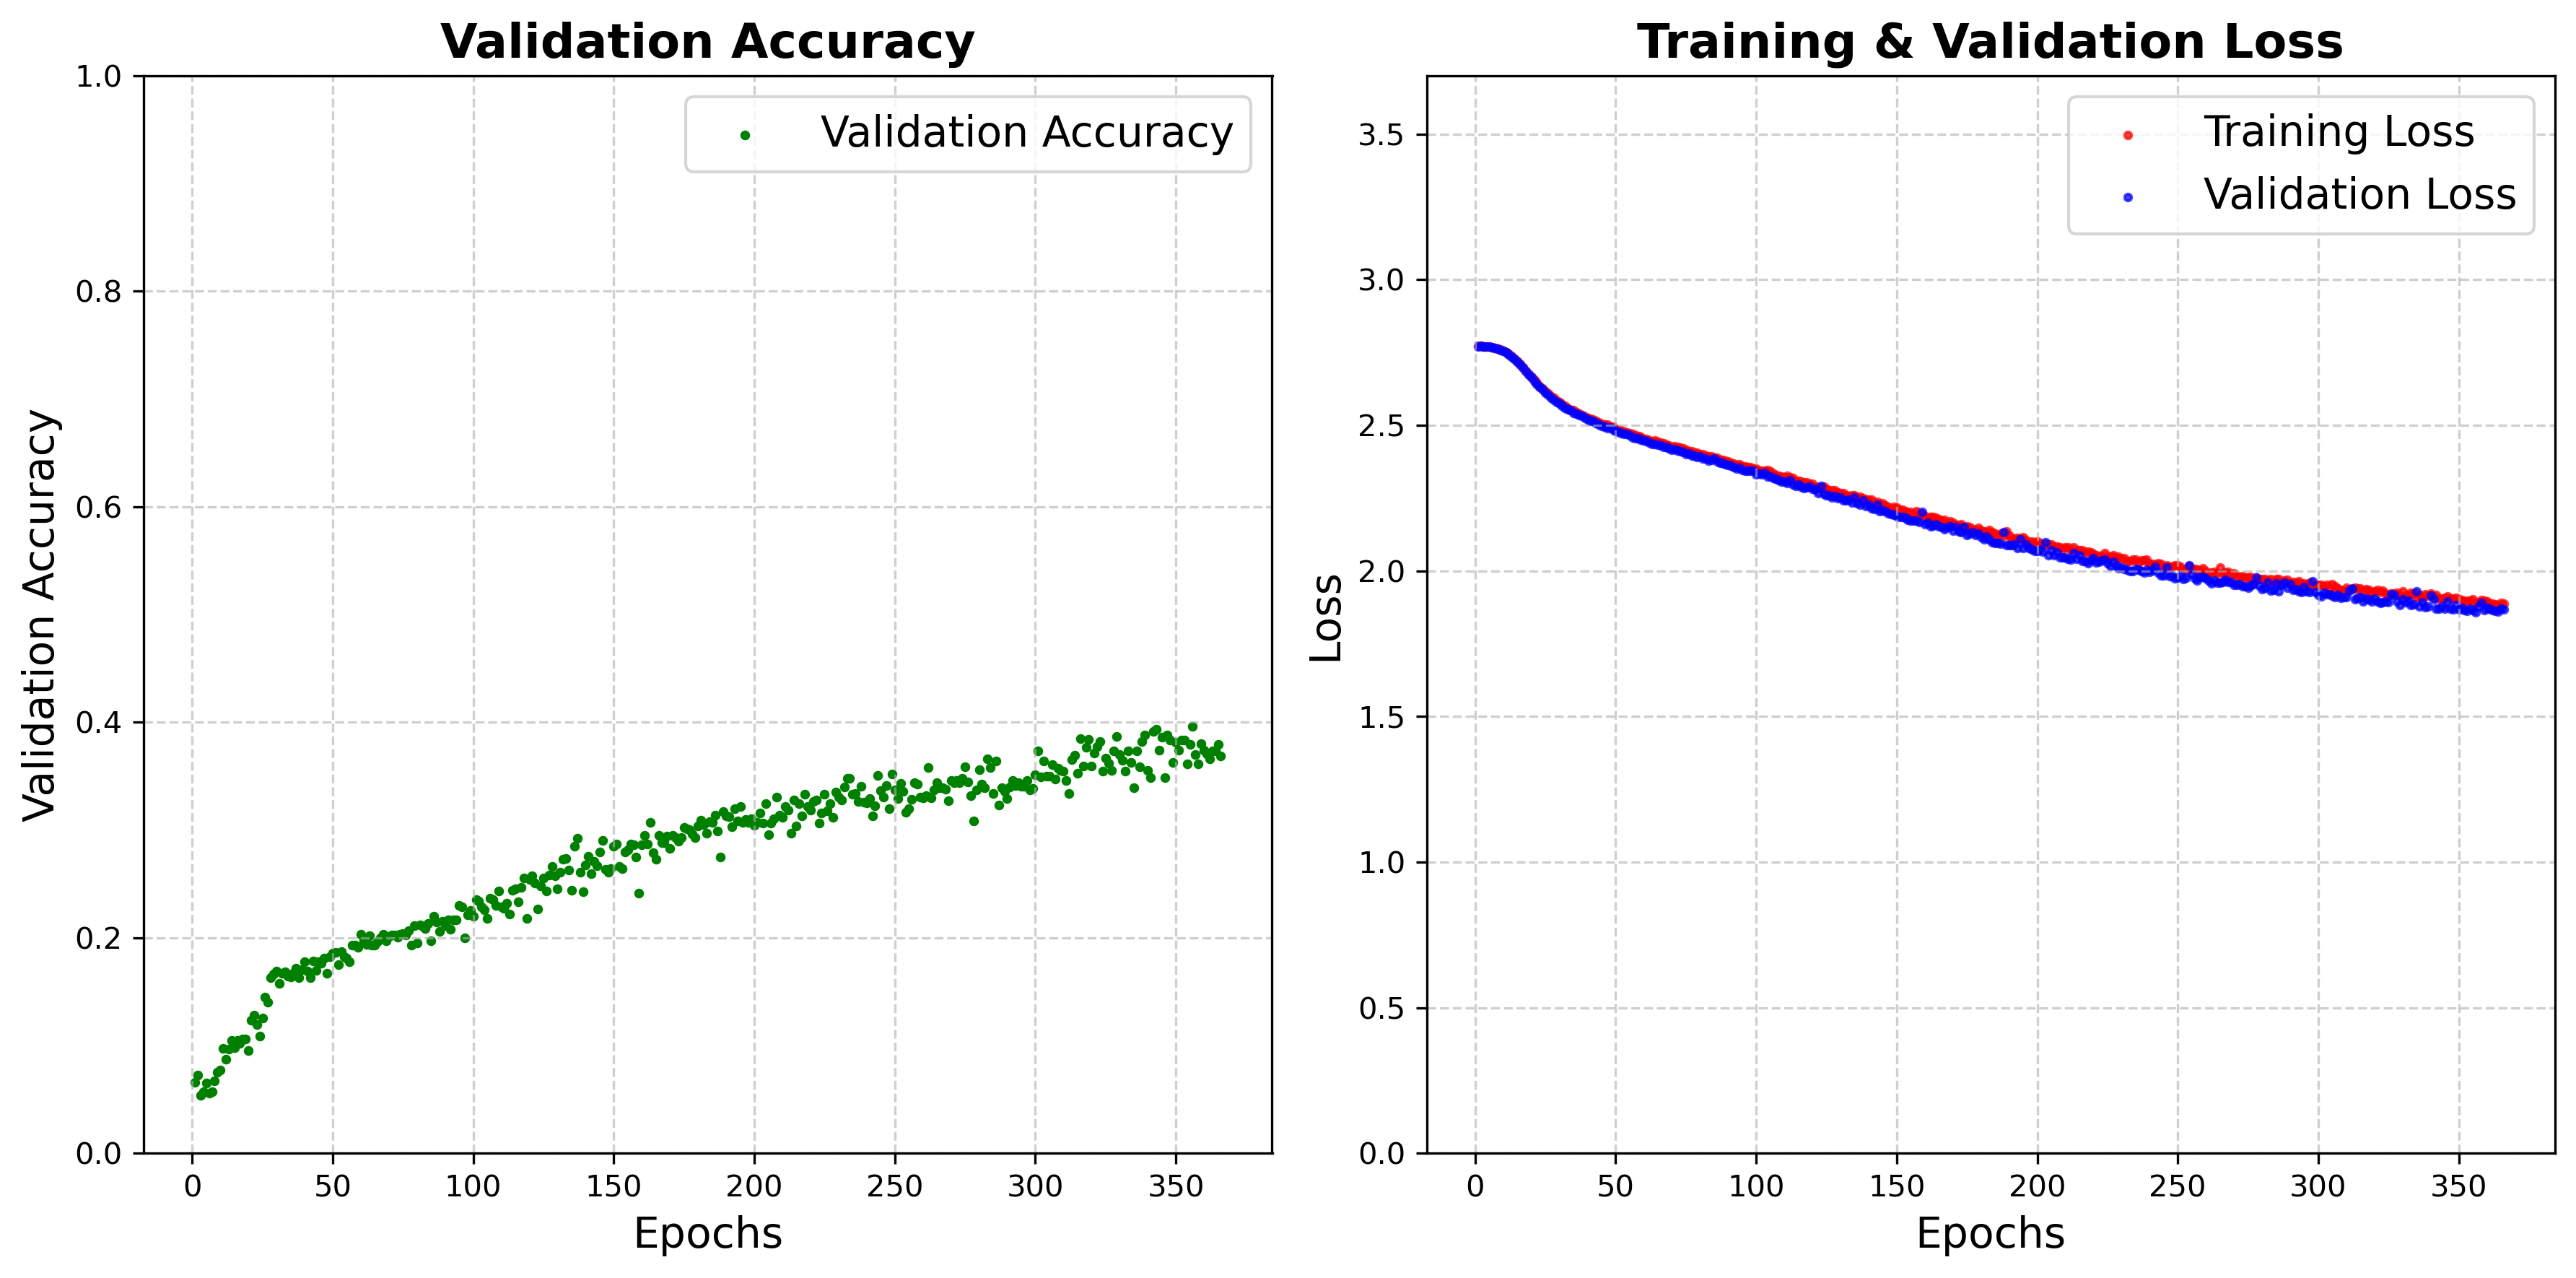 Validation Accuracy
Validation Accuracy
1.0
0.8
0.6
0.4
0.2
0.0
Validation Accuracy
0 50 100 150 200 250 300 350
Epochs
Training & Validation Loss
Training Loss
Validation Loss
3.5
3.0
2.5
2.0
1.5
1.0
0.5
0.0
Loss
0 50 100 150 200 250 300 350
Epochs